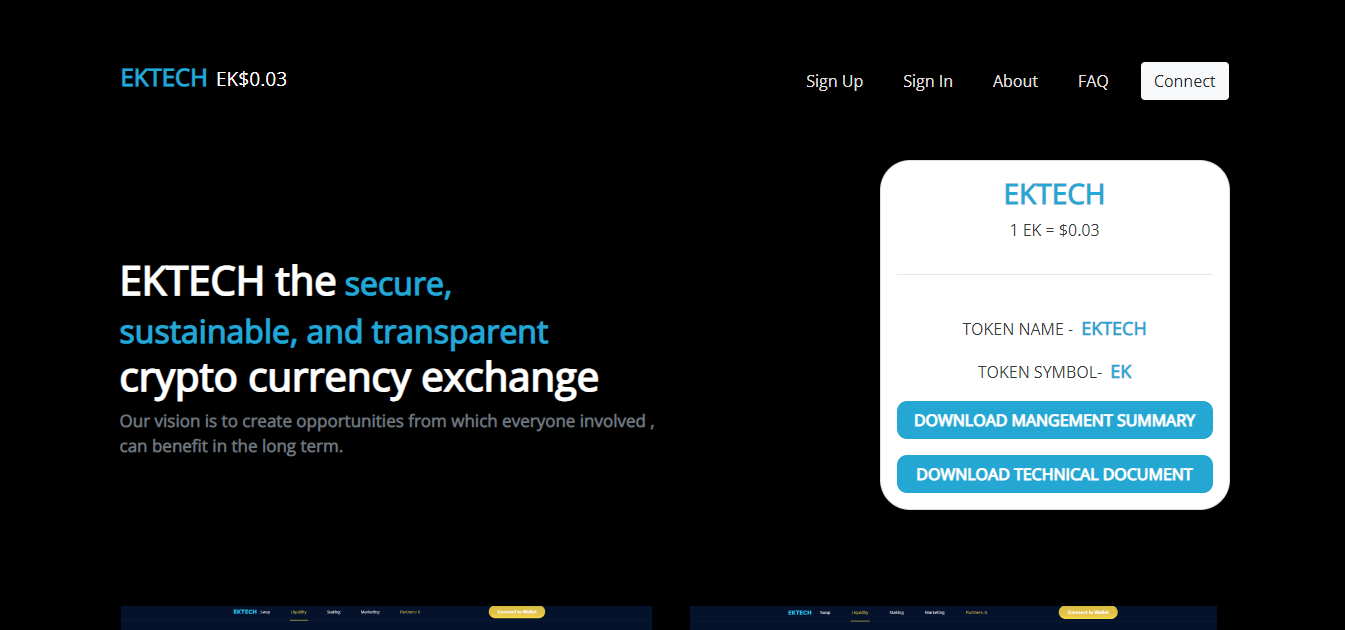 EKTECH EK$0.03
Sign Up Sign In About FAQ Connect
EKTECH
1 EK = $0.03
EKTECH the secure,
sustainable, and transparent
crypto currency exchange
Our vision is to create opportunities from which everyone involved ,
can benefit in the long term.
TOKEN NAME - EKTECH
TOKEN SYMBOL- EK
DOWNLOAD MANGEMENT SUMMARY
DOWNLOAD TECHNICAL DOCUMENT
EKTECH Swap Liquidity Staking Marketing Partners: 0 Connect to Wallet
EKTECH Swap Liquidity Staking Marketing Partners: 0 Connect to Wallet